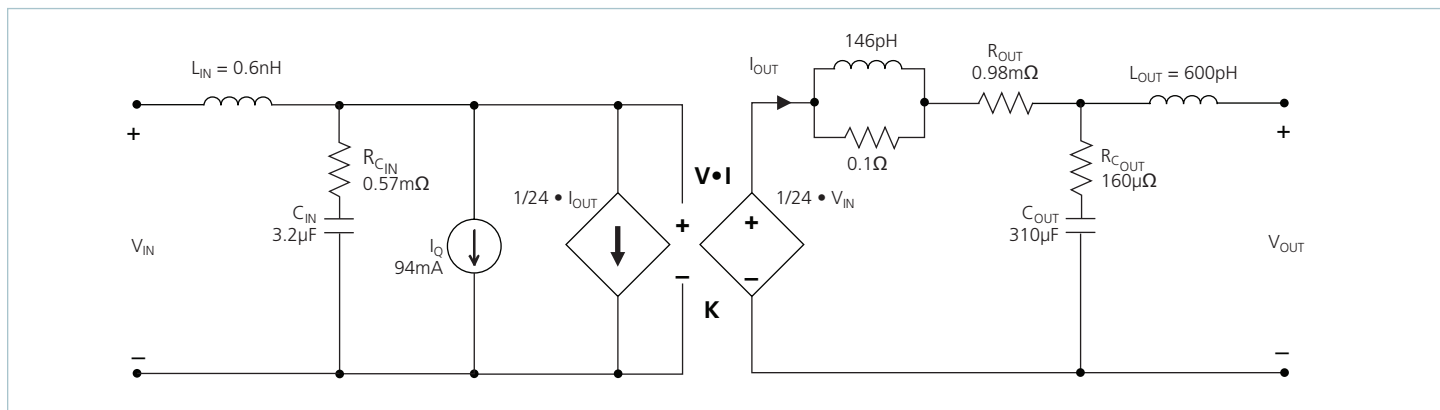 L_IN = 0.6nH
+
R_C_IN
0.57mΩ
C_IN
3.2µF
V_IN
I_Q
94mA
−
1/24 • I_OUT
V•I
+
−
K
1/24 • V_IN
+
−
I_OUT
146pH
0.1Ω
R_OUT
0.98mΩ
L_OUT = 600pH
+
R_C_OUT
160µΩ
C_OUT
310µF
V_OUT
−